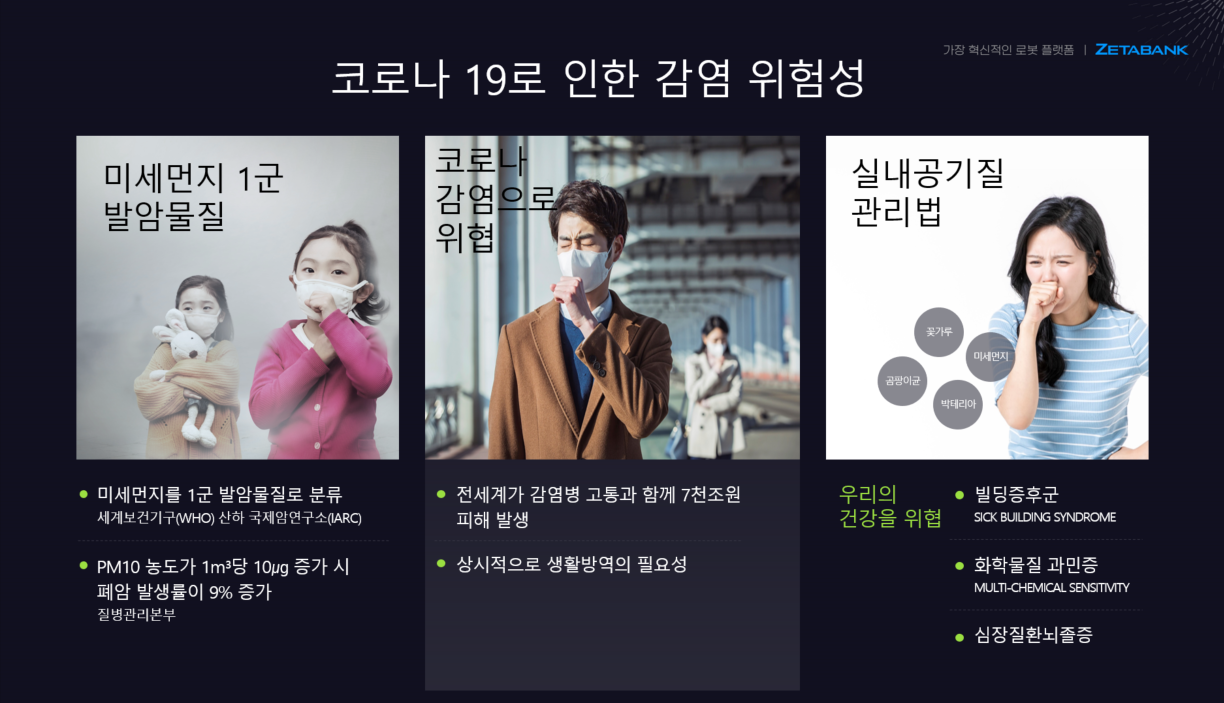 가장 혁신적인 로봇 플랫폼 | ZETABANK
코로나 19로 인한 감염 위험성
미세먼지 1군
발암물질
미세먼지를 1군 발암물질로 분류
세계보건기구(WHO) 산하 국제암연구소(IARC)
PM10 농도가 1m³당 10µg 증가 시
폐암 발생률이 9% 증가
질병관리본부
코로나
감염으로
위협
전세계가 감염병 고통과 함께 7천조원
피해 발생
상시적으로 생활방역의 필요성
실내공기질
관리법
꽃가루
미세먼지
곰팡이균
박테리아
우리의
건강을 위협
빌딩증후군
SICK BUILDING SYNDROME
화학물질 과민증
MULTI-CHEMICAL SENSITIVITY
심장질환뇌졸증